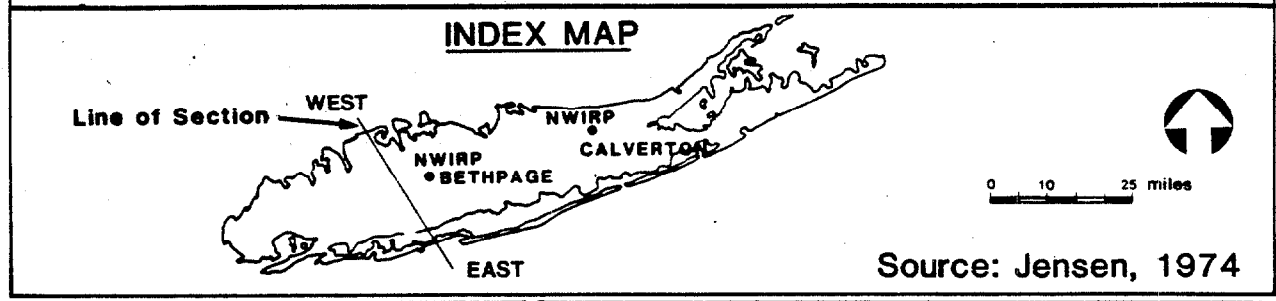 INDEX MAP
WEST
Line of Section
NWIRP
CALVERTON
NWIRP
BETHPAGE
0 10 25 miles
EAST
Source: Jensen, 1974